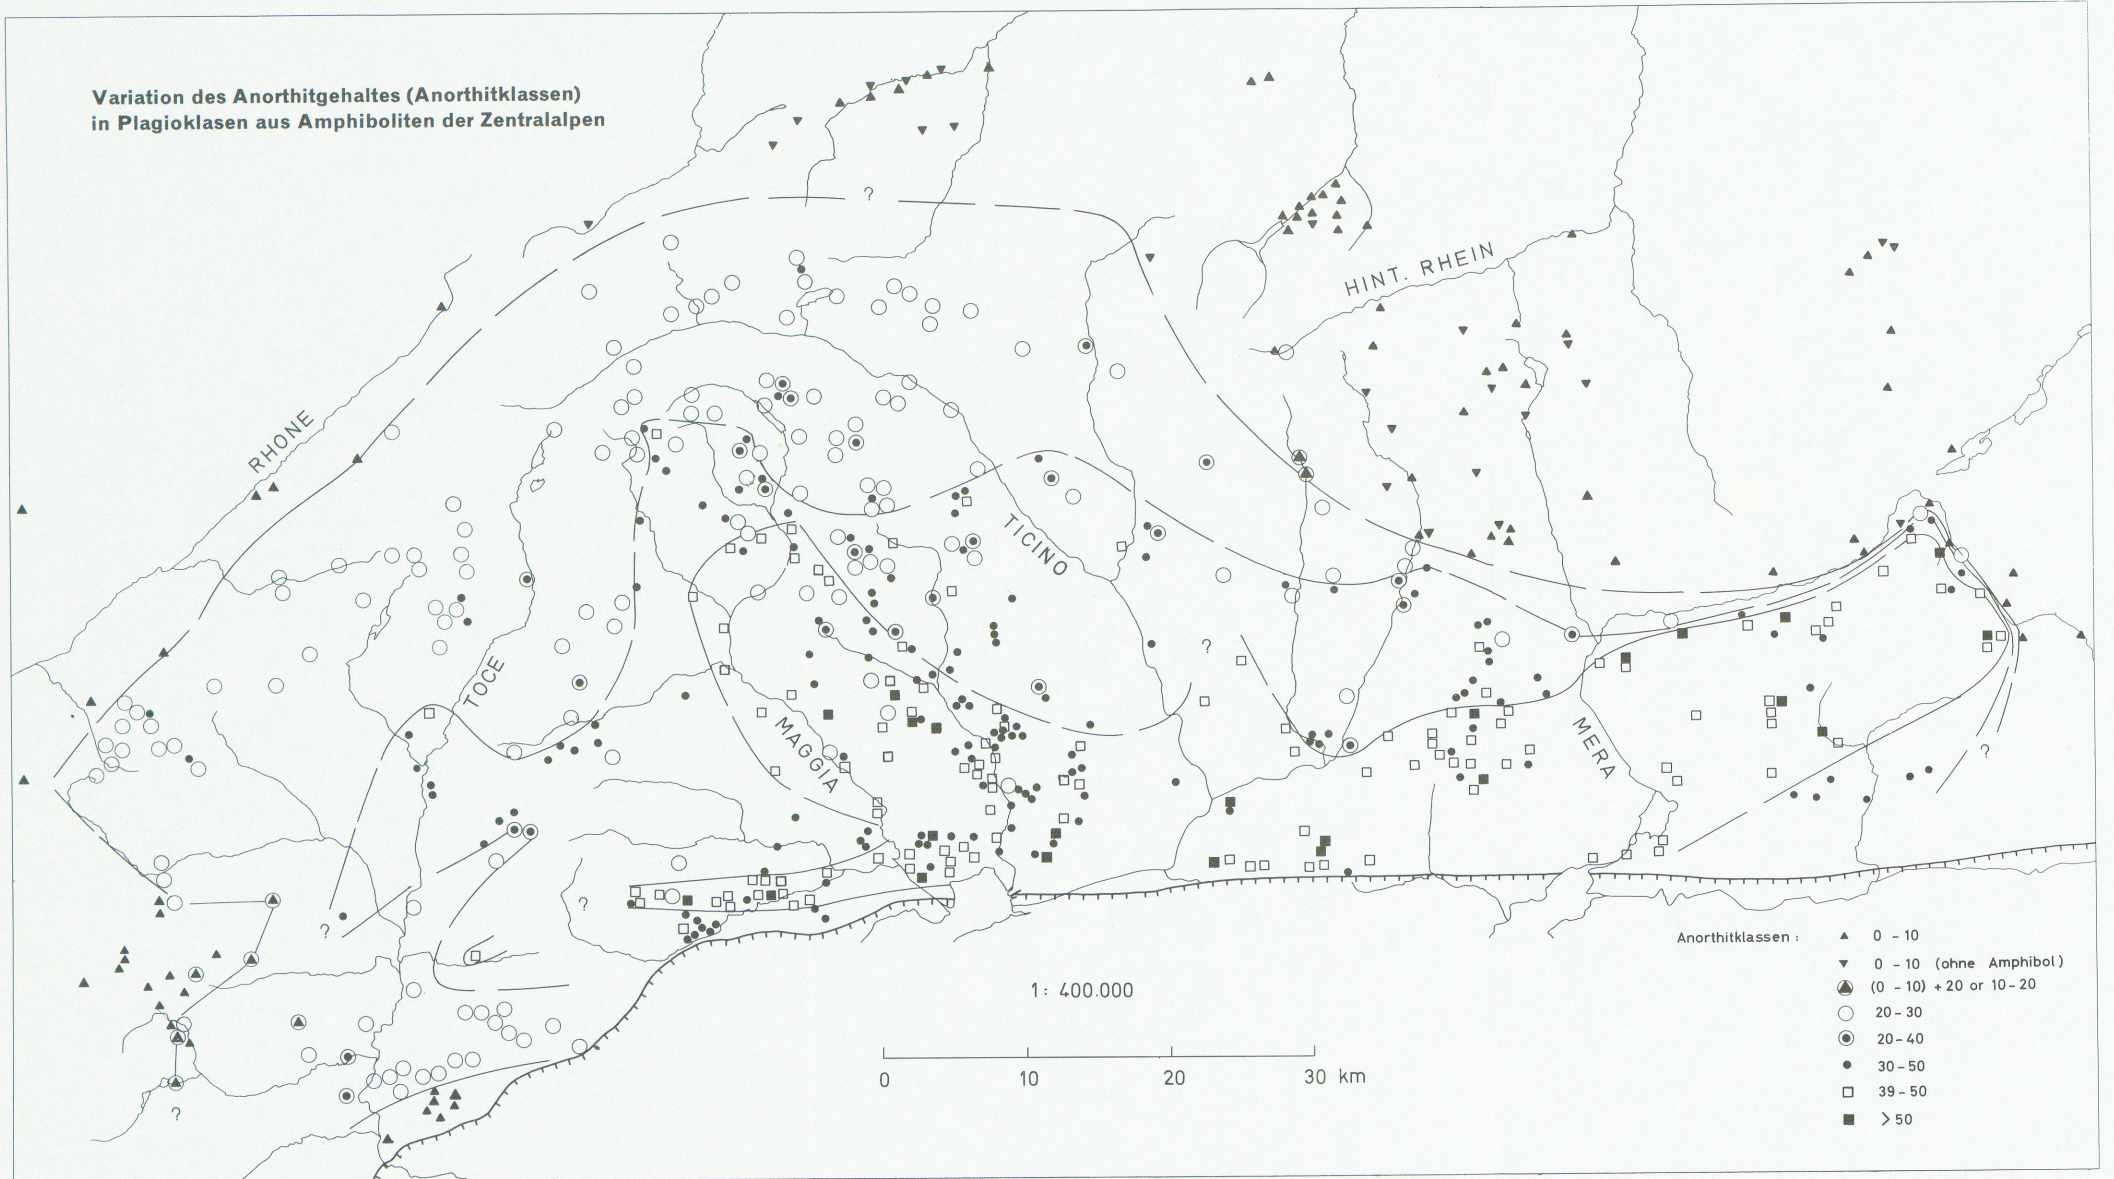 Variation des Anorthitgehaltes (Anorthitklassen)
in Plagioklasen aus Amphiboliten der Zentralalpen
?
HINT. RHEIN
RHONE
TICINO
?
TOCE
MAGGIA
MERA
?
?
?
Anorthitklassen :
0 - 10
0 - 10 (ohne Amphibol)
(0 - 10) + 20 or 10-20
20-30
20-40
30-50
39-50
>50
1: 400.000
0 10 20 30 km
?